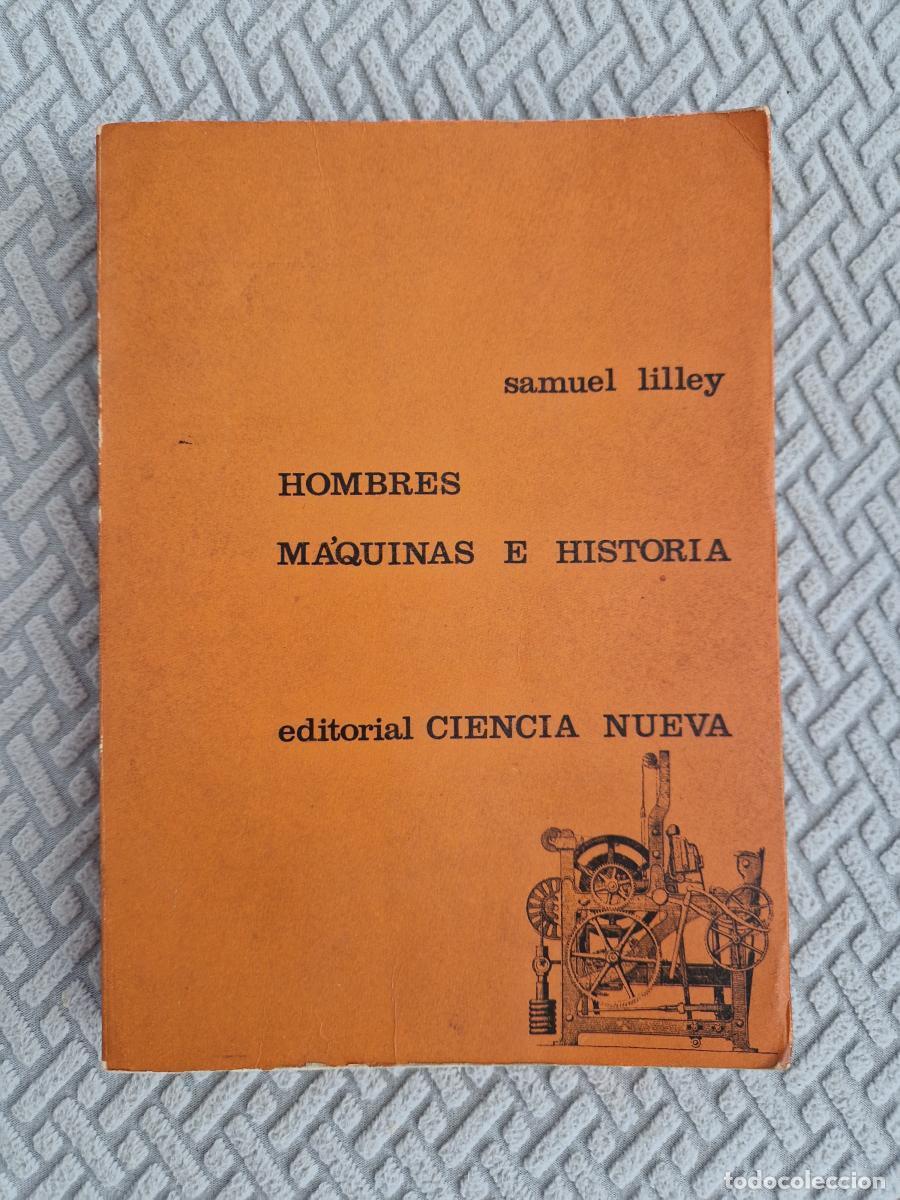 samuel lilley
HOMBRES
MÁQUINAS E HISTORIA
editorial CIENCIA NUEVA
todocoleccion